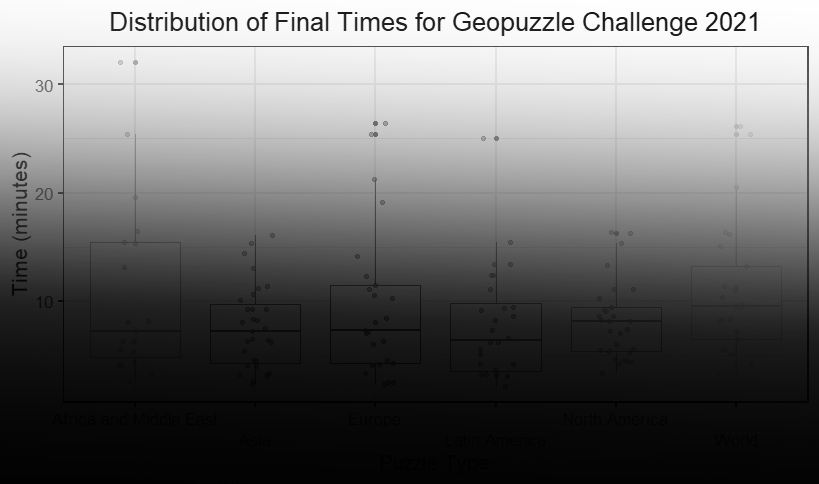 Distribution of Final Times for Geopuzzle Challenge 2021
Time (minutes)
30
20
10
Africa and Middle East
Asia
Europe
Latin America
North America
World
Puzzle Type